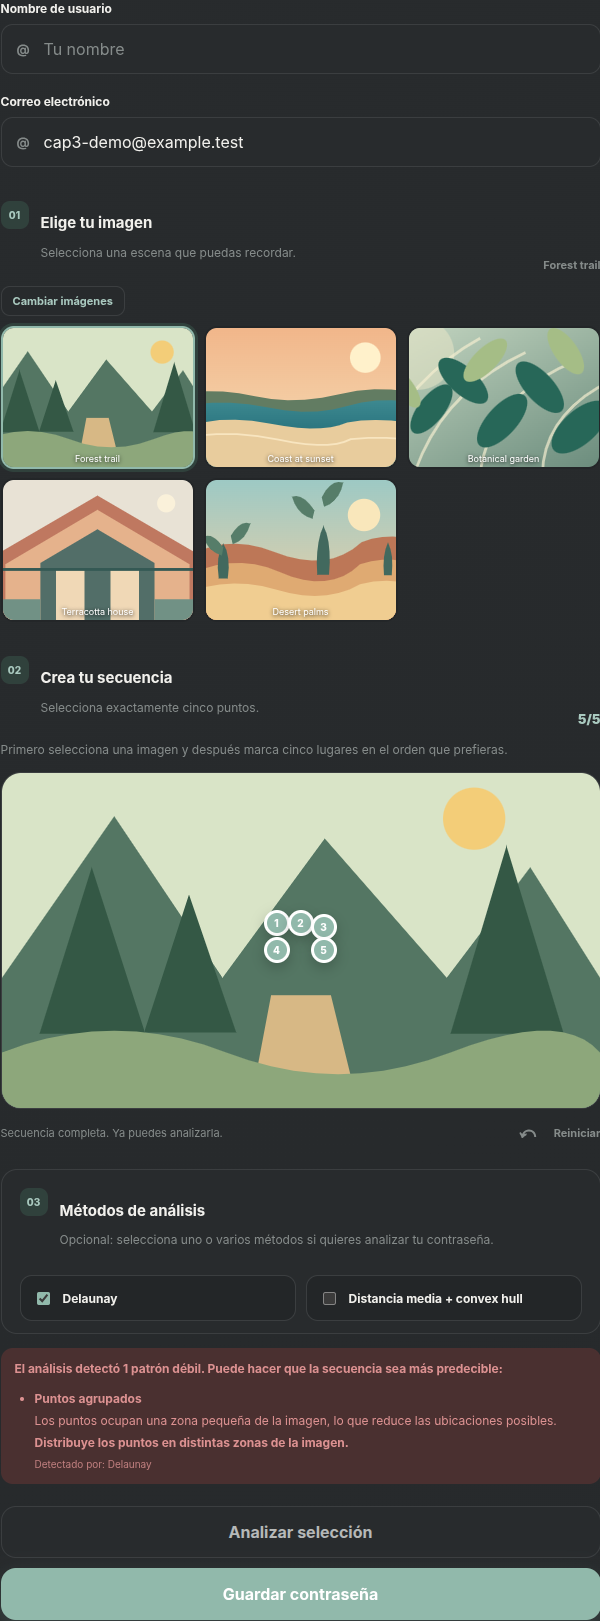 Nombre de usuario
@ Tu nombre
Correo electrónico
@ cap3-demo@example.test
01 Elige tu imagen
Selecciona una escena que puedas recordar.
Forest trail
Cambiar imágenes
Forest trail
Coast at sunset
Botanical garden
Terracotta house
Desert palms
02 Crea tu secuencia
Selecciona exactamente cinco puntos.
5/5
Primero selecciona una imagen y después marca cinco lugares en el orden que prefieras.
1 2 3
4 5
Secuencia completa. Ya puedes analizarla.
Reiniciar
03 Métodos de análisis
Opcional: selecciona uno o varios métodos si quieres analizar tu contraseña.
Delaunay
Distancia media + convex hull
El análisis detectó 1 patrón débil. Puede hacer que la secuencia sea más predecible:
• Puntos agrupados
Los puntos ocupan una zona pequeña de la imagen, lo que reduce las ubicaciones posibles.
Distribuye los puntos en distintas zonas de la imagen.
Detectado por: Delaunay
Analizar selección
Guardar contraseña